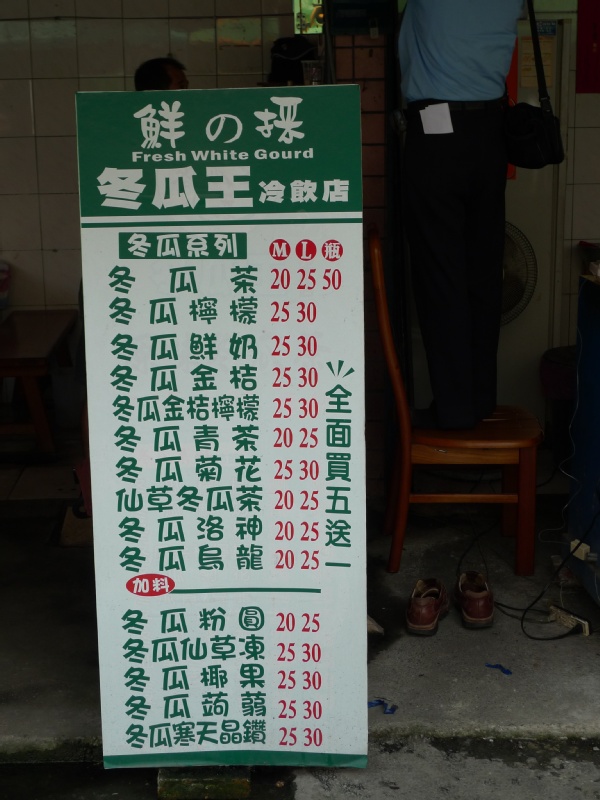 鮮の採
Fresh White Gourd
冬瓜王 冷飲店
冬瓜系列 M L 瓶
冬瓜茶 20 25 50
冬瓜檸檬 25 30
冬瓜鮮奶 25 30
冬瓜金桔 25 30
冬瓜金桔檸檬 25 30
冬瓜青茶 20 25
冬瓜菊花 25 30
仙草冬瓜茶 20 25
冬瓜洛神 20 25
冬瓜烏龍 20 25
全面買五送一
加料
冬瓜粉圓 20 25
冬瓜仙草凍 25 30
冬瓜椰果 25 30
冬瓜蒟蒻 25 30
冬瓜寒天晶鑽 25 30